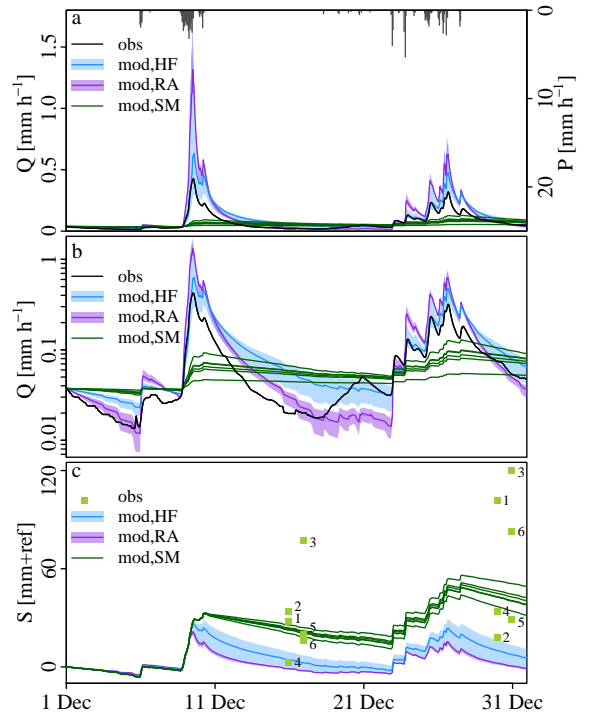 a
obs
mod,HF
mod,RA
mod,SM
Q [mm h⁻¹]
0 0.5 1.0 1.5
P [mm h⁻¹]
0 10 20
b
obs
mod,HF
mod,RA
mod,SM
Q [mm h⁻¹]
0.01 0.1 1
c
obs
mod,HF
mod,RA
mod,SM
S [mm+ref]
0 60 120
3
1
6
3
2
1
5
6
4
4
5
2
1 Dec 11 Dec 21 Dec 31 Dec